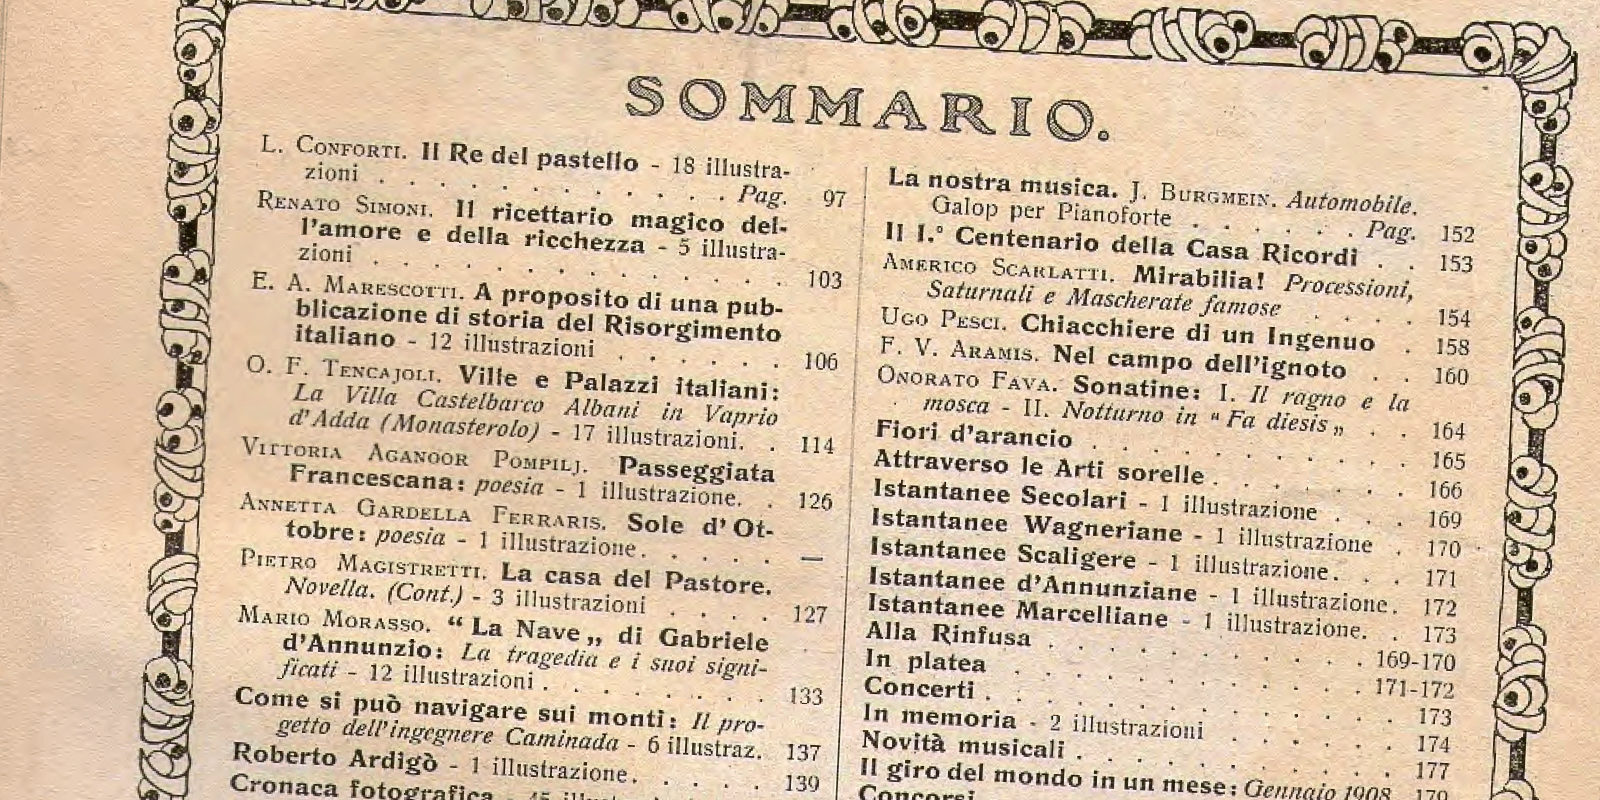 SOMMARIO.
L. CONFORTI. Il Re del pastello - 18 illustra-
zioni . . . . . . . . . . . . Pag. 97
RENATO SIMONI. Il ricettario magico del-
l'amore e della ricchezza - 5 illustra-
zioni . . . . . . . . . . . . . 103
E. A. MARESCOTTI. A proposito di una pub-
blicazione di storia del Risorgimento
italiano - 12 illustrazioni . . . . . . 106
O. F. TENCAJOLI. Ville e Palazzi italiani:
La Villa Castelbarco Albani in Vaprio
d'Adda (Monasterolo) - 17 illustrazioni. . 114
VITTORIA AGANOOR POMPILJ. Passeggiata
Francescana: poesia - 1 illustrazione. . 126
ANNETTA GARDELLA FERRARIS. Sole d'Ot-
tobre: poesia - 1 illustrazione. . . . . —
PIETRO MAGISTRETTI. La casa del Pastore.
Novella. (Cont.) - 3 illustrazioni . . . . 127
MARIO MORASSO. “ La Nave „ di Gabriele
d'Annunzio: La tragedia e i suoi signi-
ficati - 12 illustrazioni . . . . . . . . 133
Come si può navigare sui monti: Il pro-
getto dell'ingegnere Caminada - 6 illustraz. 137
Roberto Ardigò - 1 illustrazione. . . . . 139
Cronaca fotografica - 45 illust
La nostra musica. J. BURGMEIN. Automobile.
Galop per Pianoforte . . . . . . Pag. 152
Il I.° Centenario della Casa Ricordi . . 153
AMERICO SCARLATTI. Mirabilia! Processioni,
Saturnali e Mascherate famose . . . . 154
UGO PESCI. Chiacchiere di un Ingenuo . 158
F. V. ARAMIS. Nel campo dell'ignoto . . 160
ONORATO FAVA. Sonatine: I. Il ragno e la
mosca - II. Notturno in “ Fa diesis „ . . 164
Fiori d'arancio . . . . . . . . . . . 165
Attraverso le Arti sorelle . . . . . . . 166
Istantanee Secolari - 1 illustrazione . . . 169
Istantanee Wagneriane - 1 illustrazione . 170
Istantanee Scaligere - 1 illustrazione. . . 171
Istantanee d'Annunziane - 1 illustrazione. 172
Istantanee Marcelliane - 1 illustrazione. . 173
Alla Rinfusa . . . . . . . . . . . 169-170
In platea . . . . . . . . . . . . 171-172
Concerti . . . . . . . . . . . . . . 173
In memoria - 2 illustrazioni . . . . . . 174
Novità musicali . . . . . . . . . . . 177
Il giro del mondo in un mese: Gennaio 1908 179
Concorsi